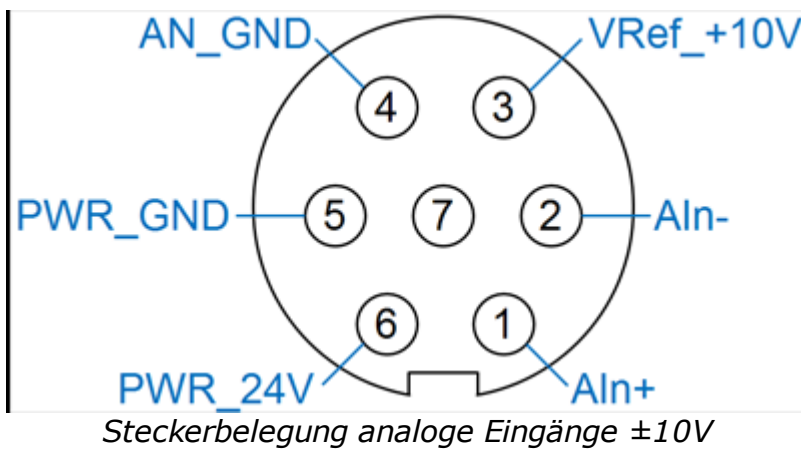 AN_GND VRef_+10V
4 3
PWR_GND 5 7 2 AIn-
6 1
PWR_24V AIn+
Steckerbelegung analoge Eingänge ±10V